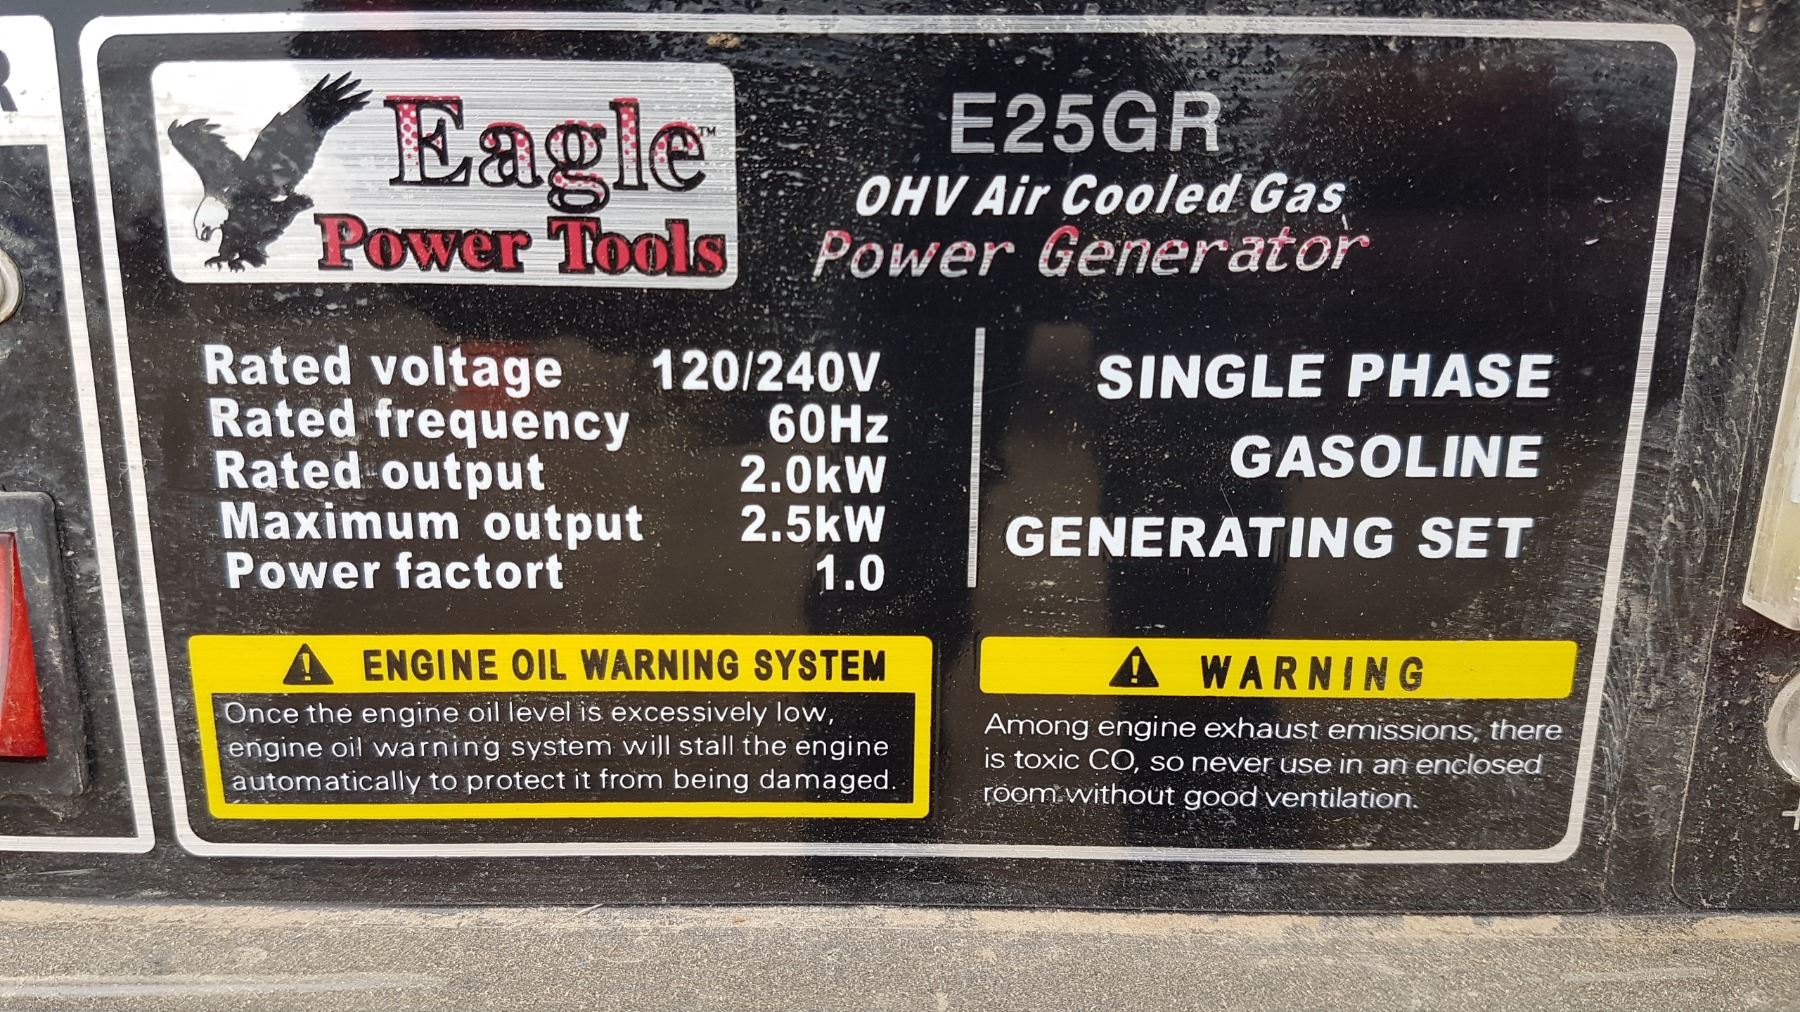 R
Eagle™
Power Tools
E25GR
OHV Air Cooled Gas
Power Generator
Rated voltage 120/240V
Rated frequency 60Hz
Rated output 2.0kW
Maximum output 2.5kW
Power factort 1.0
SINGLE PHASE
GASOLINE
GENERATING SET
ENGINE OIL WARNING SYSTEM
Once the engine oil level is excessively low,
engine oil warning system will stall the engine
automatically to protect it from being damaged.
WARNING
Among engine exhaust emissions, there
is toxic CO, so never use in an enclosed
room without good ventilation.
+